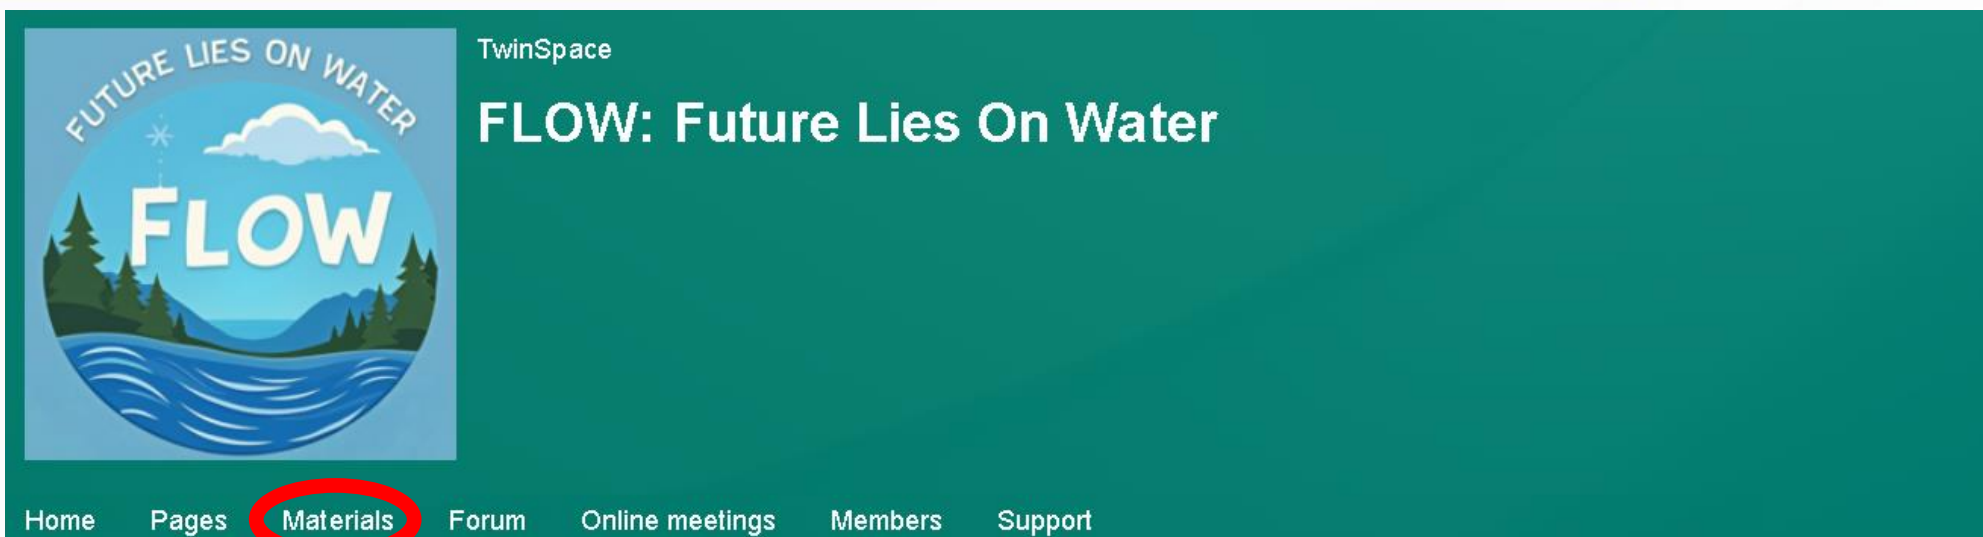 FUTURE LIES ON WATER
FLOW
TwinSpace
FLOW: Future Lies On Water
Home Pages Materials Forum Online meetings Members Support